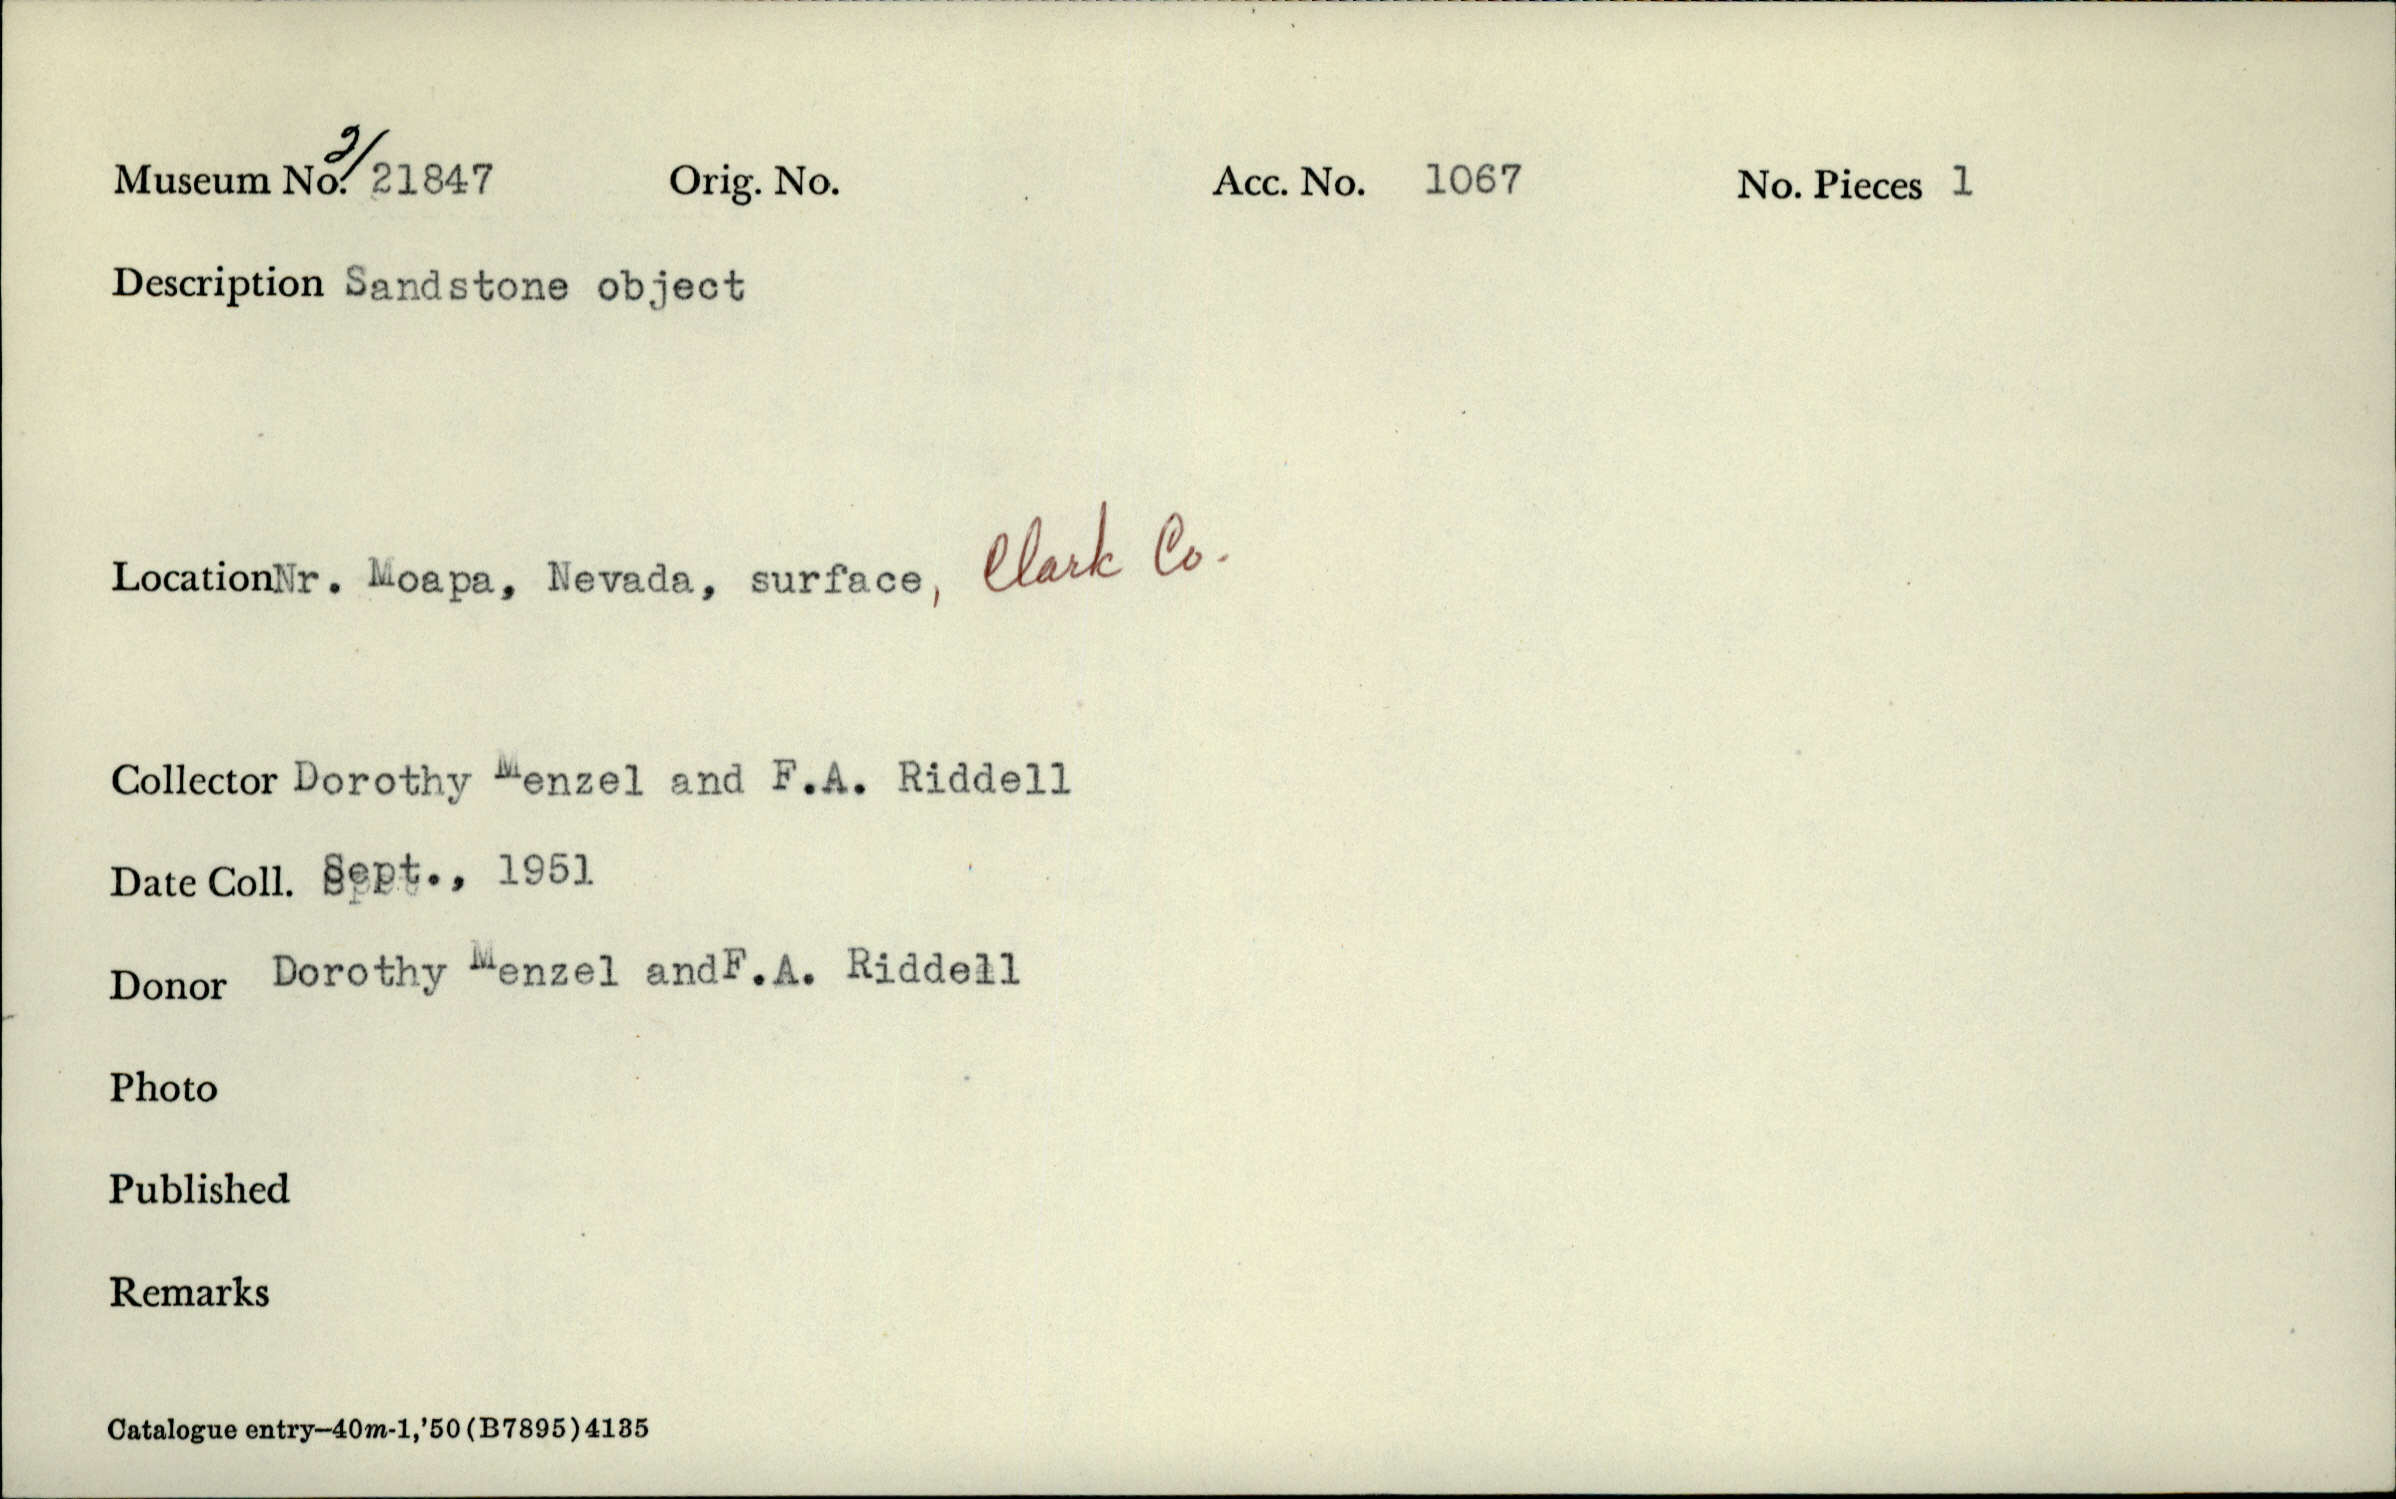 Museum No. 2/21847 Orig. No. Acc. No. 1067 No. Pieces 1
Description Sandstone object
Location Nr. Moapa, Nevada, surface, Clark Co.
Collector Dorothy Menzel and F.A. Riddell
Date Coll. Sept., 1951
Donor Dorothy Menzel andF.A. Riddell
Photo
Published
Remarks
Catalogue entry—40m-1,'50(B7895)4135